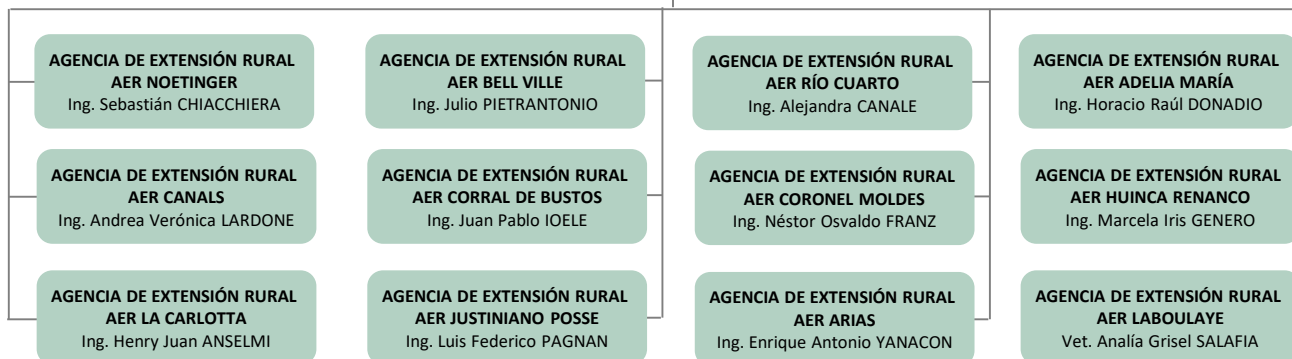 AGENCIA DE EXTENSIÓN RURAL
AER NOETINGER
Ing. Sebastián CHIACCHIERA
AGENCIA DE EXTENSIÓN RURAL
AER BELL VILLE
Ing. Julio PIETRANTONIO
AGENCIA DE EXTENSIÓN RURAL
AER RÍO CUARTO
Ing. Alejandra CANALE
AGENCIA DE EXTENSIÓN RURAL
AER ADELIA MARÍA
Ing. Horacio Raúl DONADIO
AGENCIA DE EXTENSIÓN RURAL
AER CANALS
Ing. Andrea Verónica LARDONE
AGENCIA DE EXTENSIÓN RURAL
AER CORRAL DE BUSTOS
Ing. Juan Pablo IOELE
AGENCIA DE EXTENSIÓN RURAL
AER CORONEL MOLDES
Ing. Néstor Osvaldo FRANZ
AGENCIA DE EXTENSIÓN RURAL
AER HUINCA RENANCO
Ing. Marcela Iris GENERO
AGENCIA DE EXTENSIÓN RURAL
AER LA CARLOTTA
Ing. Henry Juan ANSELMI
AGENCIA DE EXTENSIÓN RURAL
AER JUSTINIANO POSSE
Ing. Luis Federico PAGNAN
AGENCIA DE EXTENSIÓN RURAL
AER ARIAS
Ing. Enrique Antonio YANACON
AGENCIA DE EXTENSIÓN RURAL
AER LABOULAYE
Vet. Analía Grisel SALAFIA